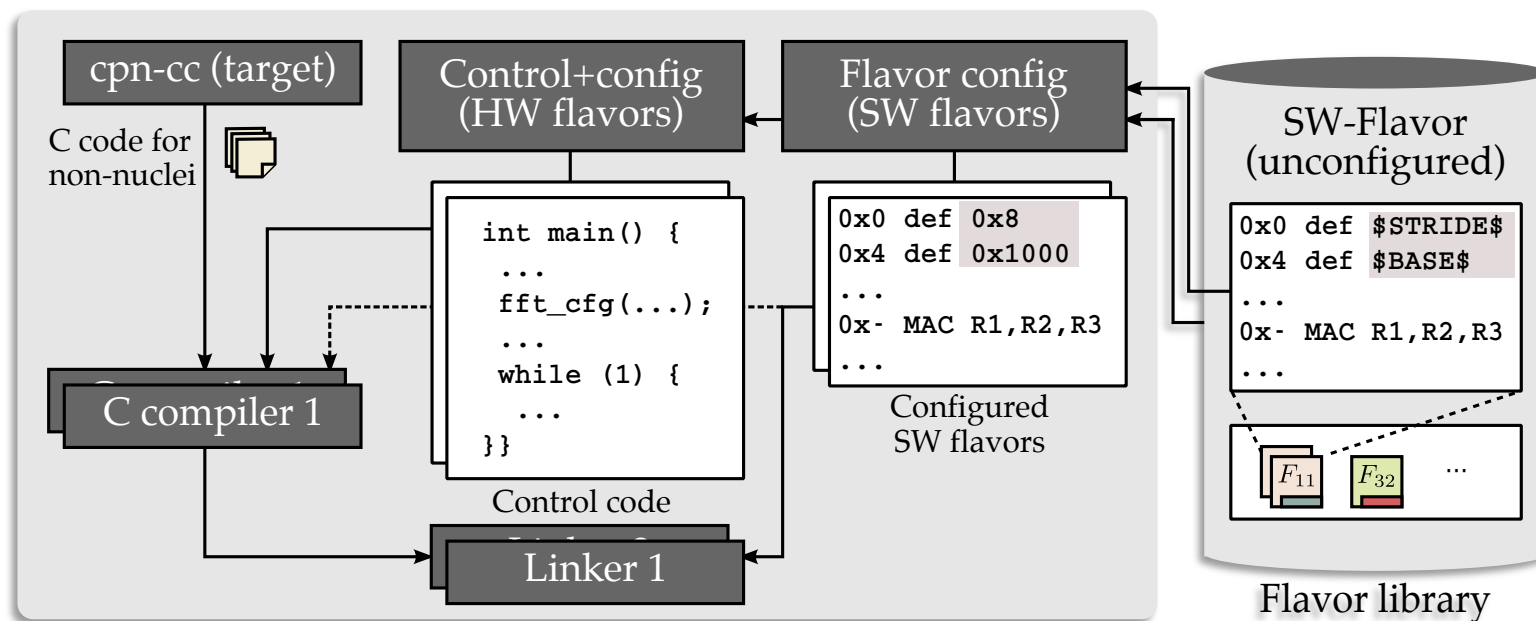 cpn-cc (target)
Control+config
(HW flavors)
Flavor config
(SW flavors)
C code for
non-nuclei
int main() {
...
fft_cfg(...);
...
while (1) {
...
}}
Control code
0x0 def 0x8
0x4 def 0x1000
...
0x- MAC R1,R2,R3
...
Configured
SW flavors
C compiler 1
Linker 1
SW-Flavor
(unconfigured)
0x0 def $STRIDE$
0x4 def $BASE$
...
0x- MAC R1,R2,R3
...
F11
F32
...
Flavor library